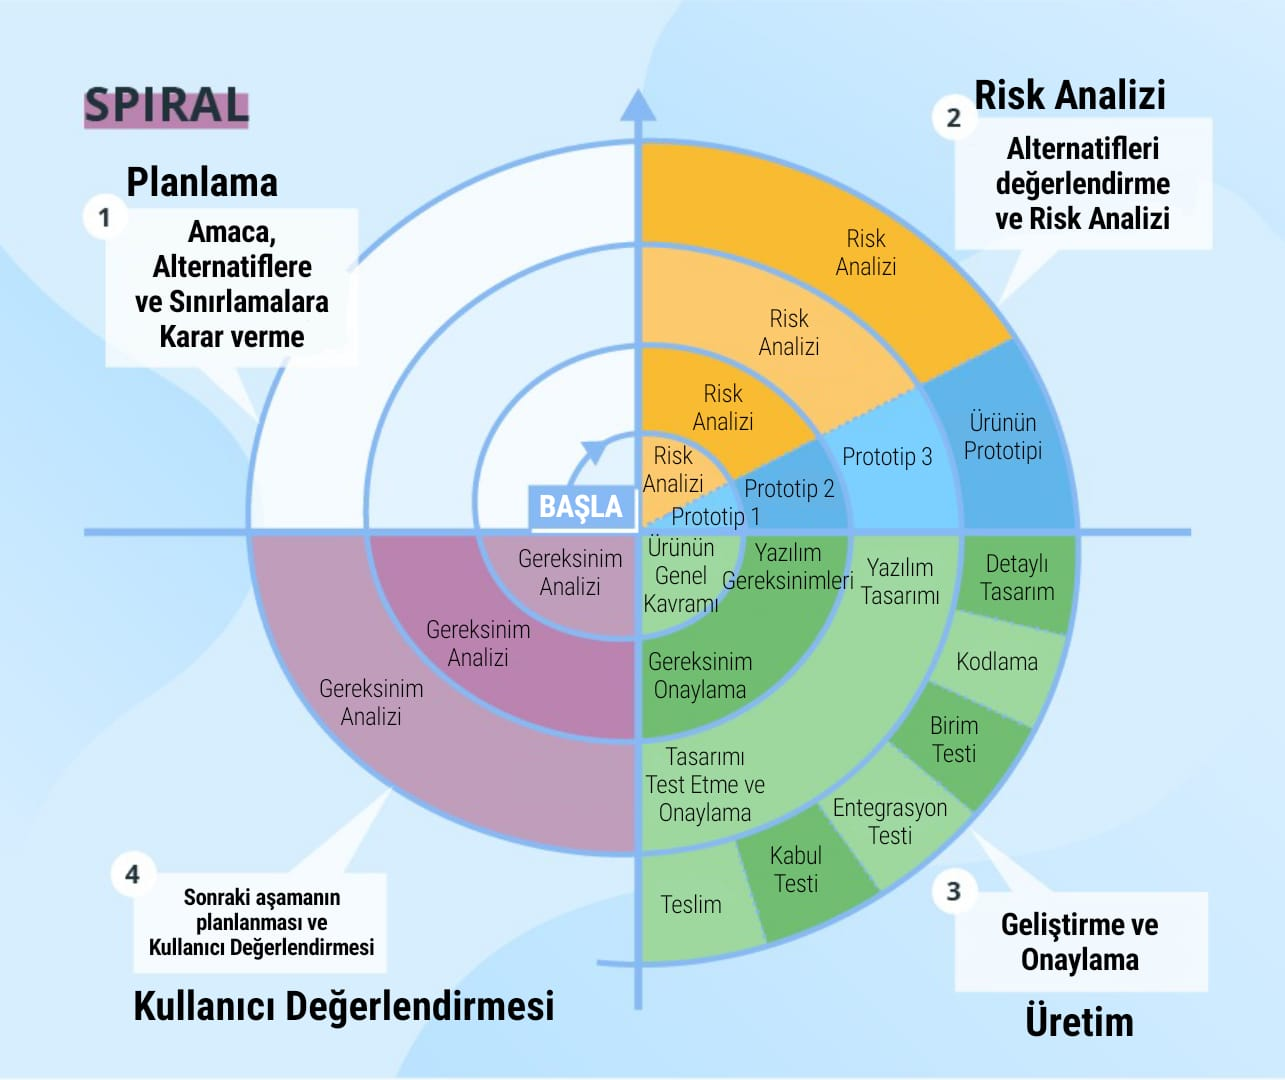 SPIRAL
Planlama
1
Amaca,
Alternatiflere
ve Sınırlamalara
Karar verme
Risk Analizi
2
Alternatifleri
değerlendirme
ve Risk Analizi
Risk
Analizi
Risk
Analizi
Risk
Analizi
Risk
Analizi
Ürünün
Prototipi
Prototip 3
Prototip 2
Prototip 1
BAŞLA
Gereksinim
Analizi
Gereksinim
Analizi
Gereksinim
Analizi
Ürünün
Genel
Kavramı
Yazılım
Gereksinimleri
Yazılım
Tasarımı
Detaylı
Tasarım
Gereksinim
Onaylama
Kodlama
Birim
Testi
Tasarımı
Test Etme ve
Onaylama
Entegrasyon
Testi
Kabul
Testi
Teslim
4
Sonraki aşamanın
planlanması ve
Kullanıcı Değerlendirmesi
Kullanıcı Değerlendirmesi
3
Geliştirme ve
Onaylama
Üretim